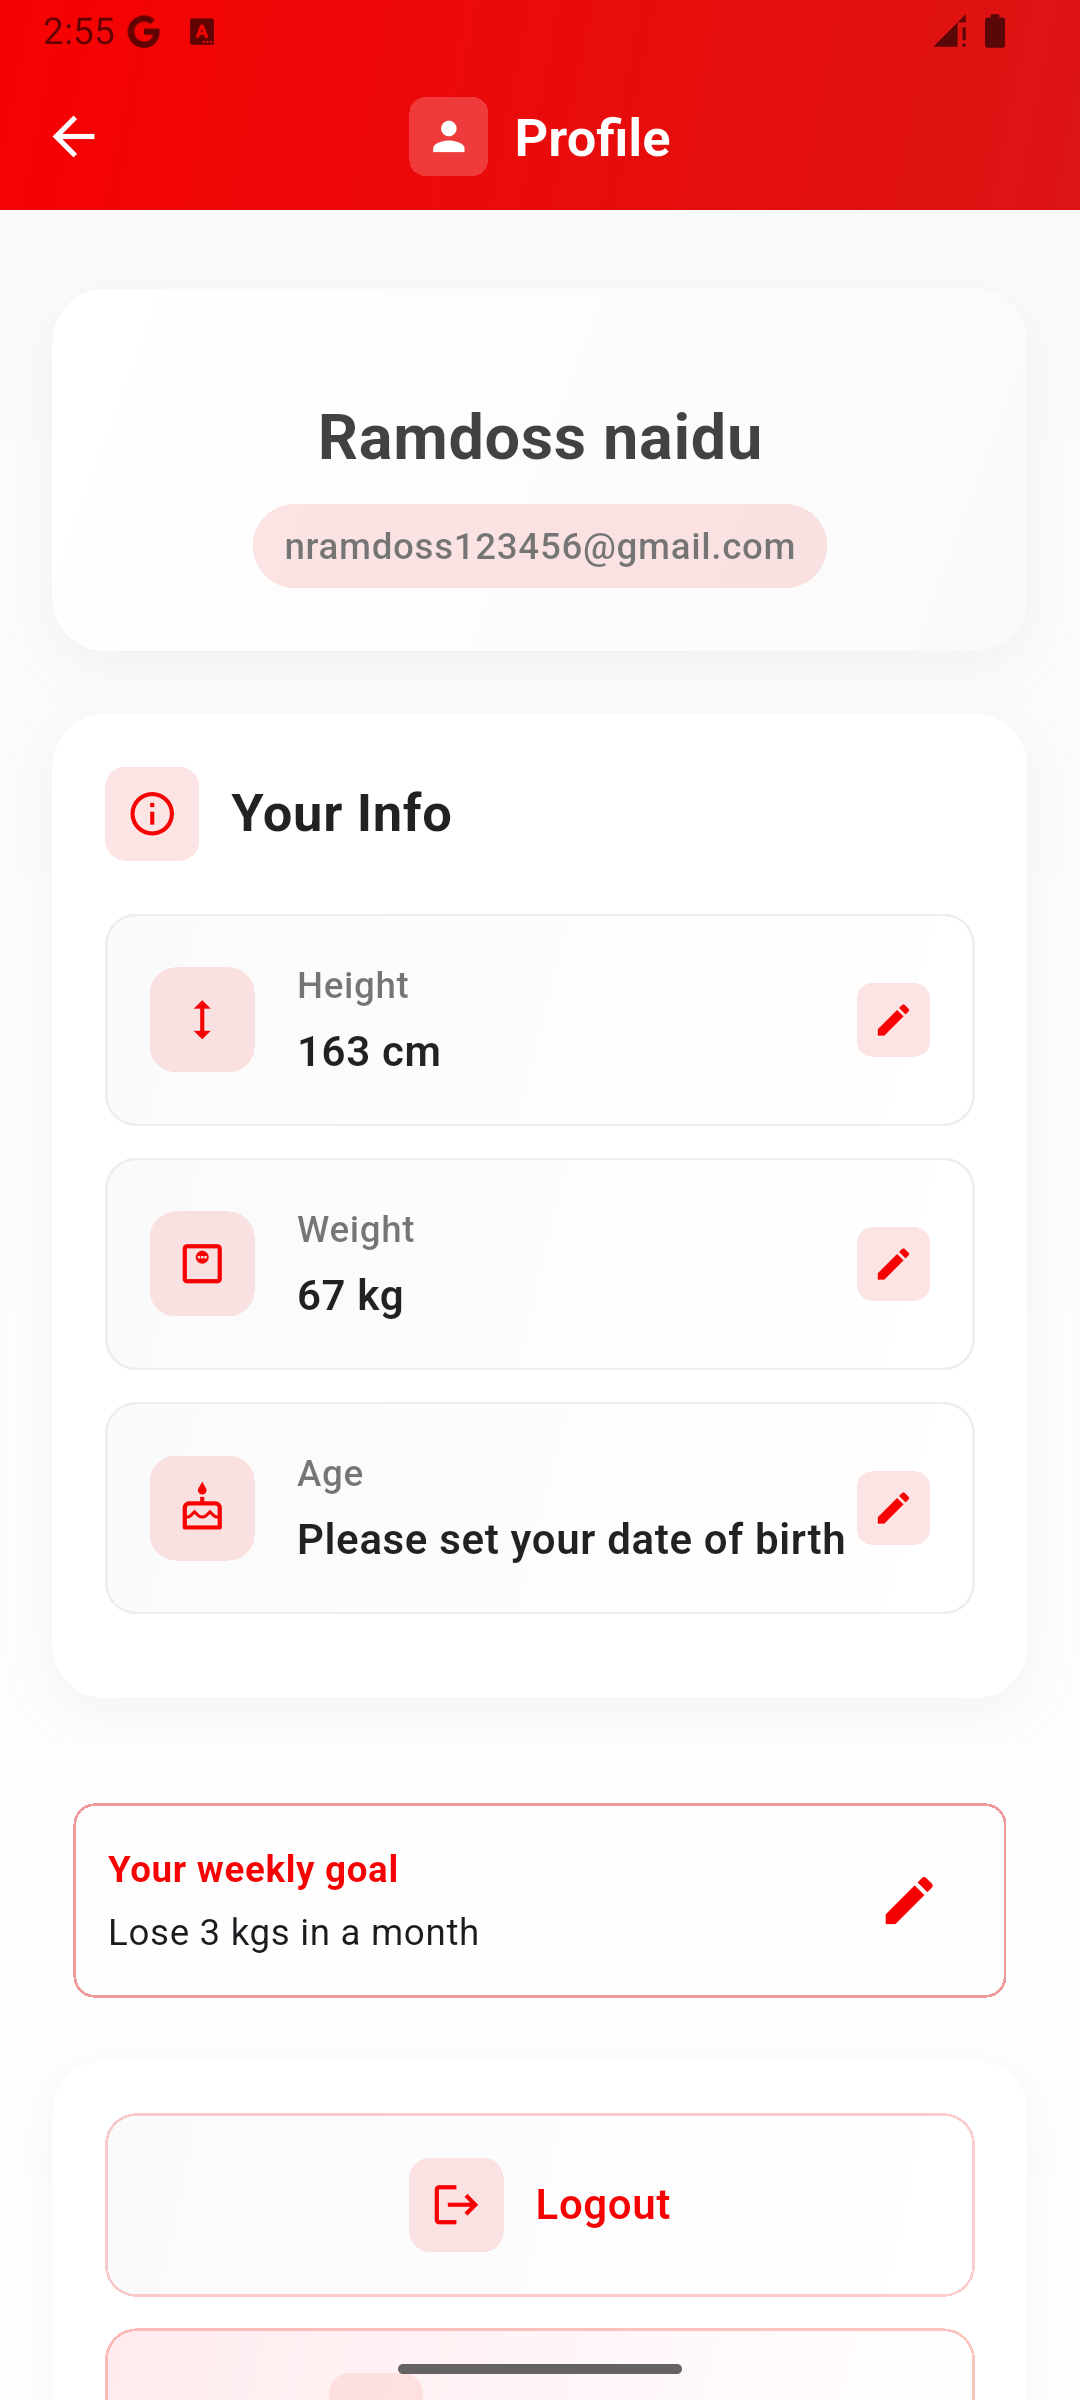 2:55
Profile
Ramdoss naidu
nramdoss123456@gmail.com
Your Info
Height
163 cm
Weight
67 kg
Age
Please set your date of birth
Your weekly goal
Lose 3 kgs in a month
Logout